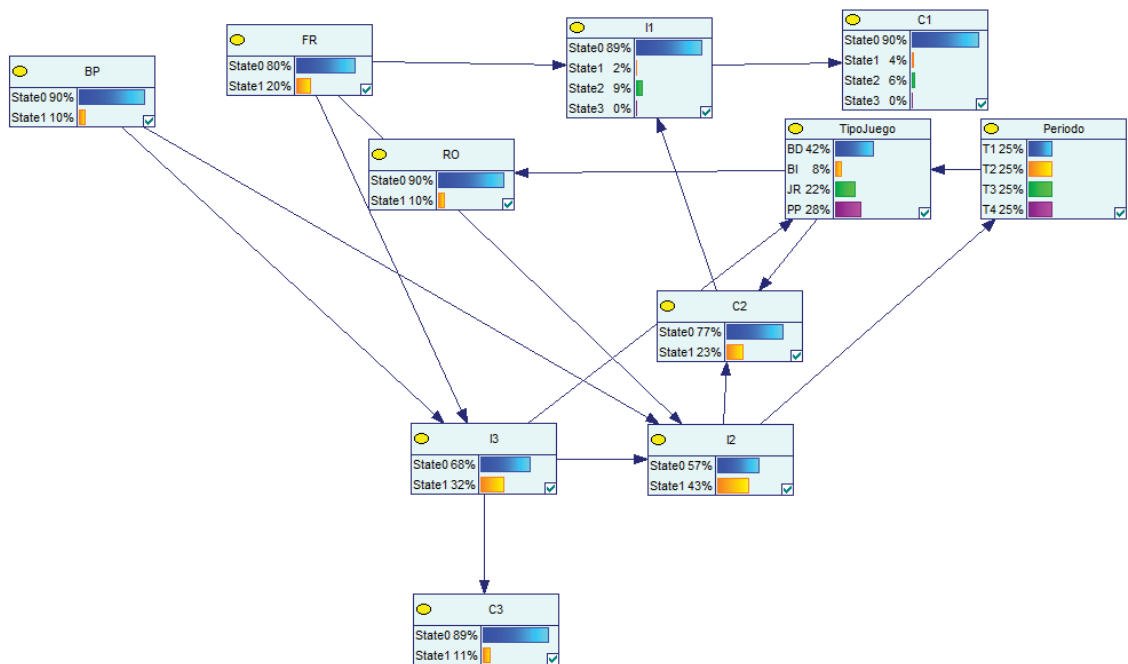 BP
State0 90%
State1 10%
FR
State0 80%
State1 20%
I1
State0 89%
State1 2%
State2 9%
State3 0%
C1
State0 90%
State1 4%
State2 6%
State3 0%
RO
State0 90%
State1 10%
TipoJuego
BD 42%
BI 8%
JR 22%
PP 28%
Periodo
T1 25%
T2 25%
T3 25%
T4 25%
C2
State0 77%
State1 23%
I3
State0 68%
State1 32%
I2
State0 57%
State1 43%
C3
State0 89%
State1 11%